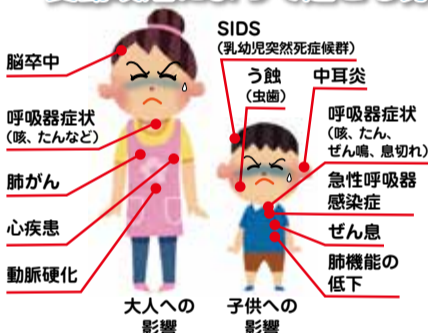 脳卒中
呼吸器症状
(咳、たんなど)
肺がん
心疾患
動脈硬化
大人への
影響
SIDS
(乳幼児突然死症候群)
う蝕
(虫歯)
中耳炎
呼吸器症状
(咳、たん、
ぜん鳴、息切れ)
急性呼吸器
感染症
ぜん息
肺機能の
低下
子供への
影響